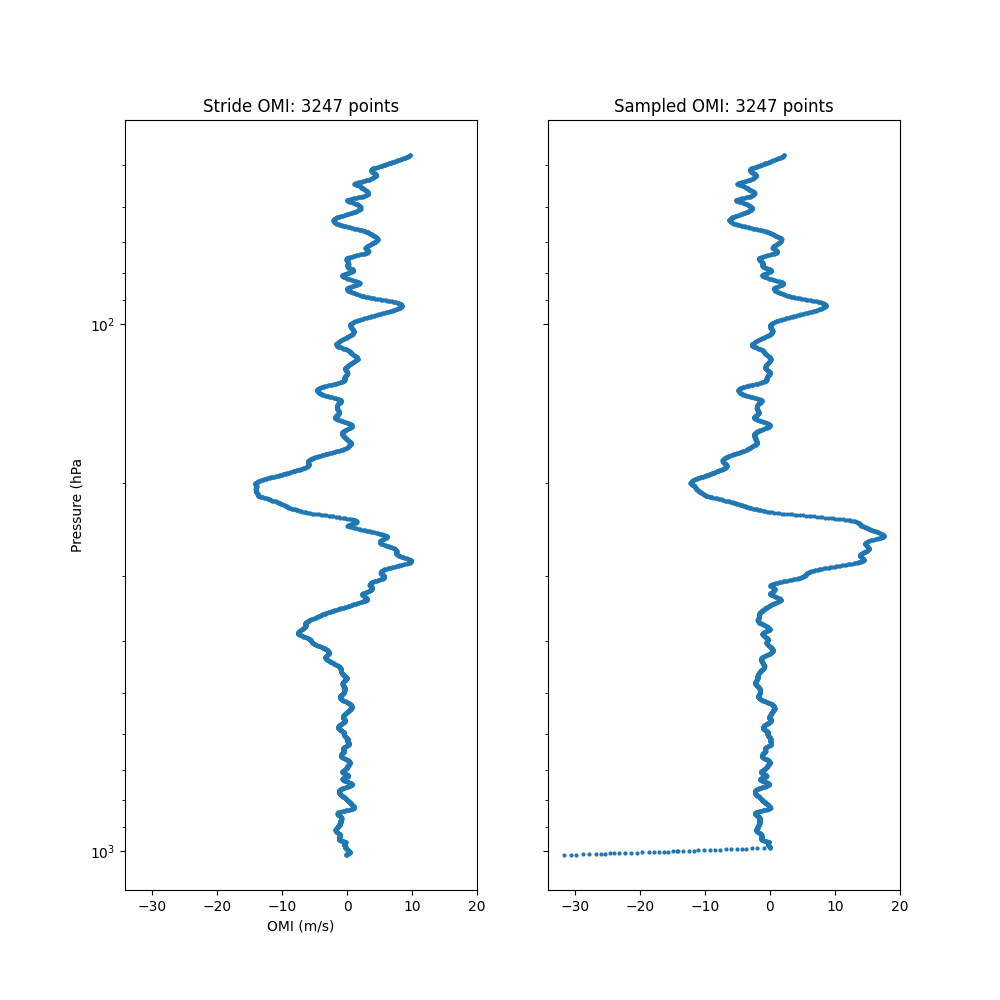 Stride OMI: 3247 points
Sampled OMI: 3247 points
10²
10³
Pressure (hPa
−30 −20 −10 0 10 20
−30 −20 −10 0 10 20
OMI (m/s)